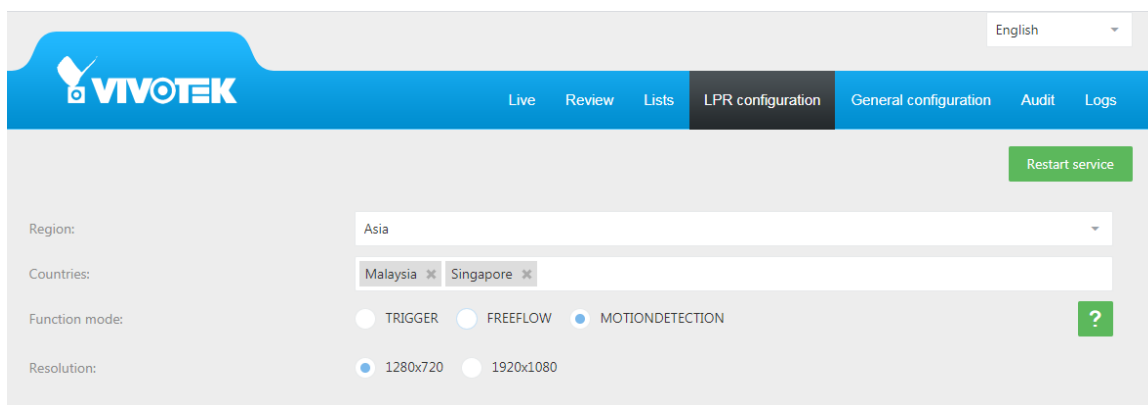 English
VIVOTEK
Live Review Lists LPR configuration General configuration Audit Logs
Restart service
Region: Asia
Countries: Malaysia × Singapore ×
Function mode: TRIGGER FREEFLOW MOTIONDETECTION ?
Resolution: 1280x720 1920x1080